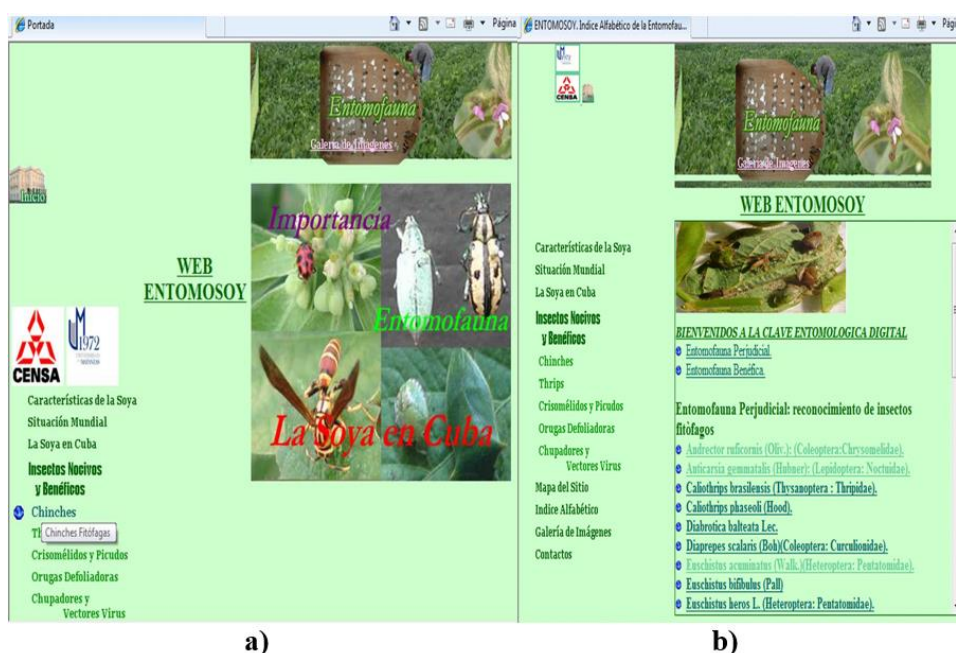 Portada
Página
Entomofauna
Galería de Imagenes
Inicio
WEB
ENTOMOSOY
Importancia
Entomofauna
La Soya en Cuba
CENSA
1972
Características de la Soya
Situación Mundial
La Soya en Cuba
Insectos Nocivos
y Benéficos
Chinches
Th
Chinches Fitófagas
Crisomélidos y Picudos
Orugas Defoliadoras
Chupadores y
Vectores Virus
a)
ENTOMOSOY. Indice Alfabético de la Entomofau...
Pági
CENSA
Entomofauna
Galería de Imagenes
WEB ENTOMOSOY
Características de la Soya
Situación Mundial
La Soya en Cuba
Insectos Nocivos
y Benéficos
Chinches
Thrips
Crisomélidos y Picudos
Orugas Defoliadoras
Chupadores y
Vectores Virus
Mapa del Sitio
Indice Alfabético
Galería de Imágenes
Contactos
BIENVENIDOS A LA CLAVE ENTOMOLOGICA DIGITAL
Entomofauna Perjudicial.
Entomofauna Benéfica.
Entomofauna Perjudicial: reconocimiento de insectos
fitòfagos
Andrector ruficornis (Oliv.): (Coleoptera:Chrysomelidae).
Anticarsia gemmatalis (Hubner): (Lepidoptera: Noctuidae).
Caliothrips brasilensis (Thysanoptera : Thripidae).
Caliothrips phaseoli (Hood).
Diabrotica balteata Lec.
Diaprepes scalaris (Boh)(Coleoptera: Curculionidae).
Euschistus acuminatus (Walk.)(Heteroptera: Pentatomidae).
Euschistus bifibulus (Pall)
Euschistus heros L. (Heteroptera: Pentatomidae).
b)